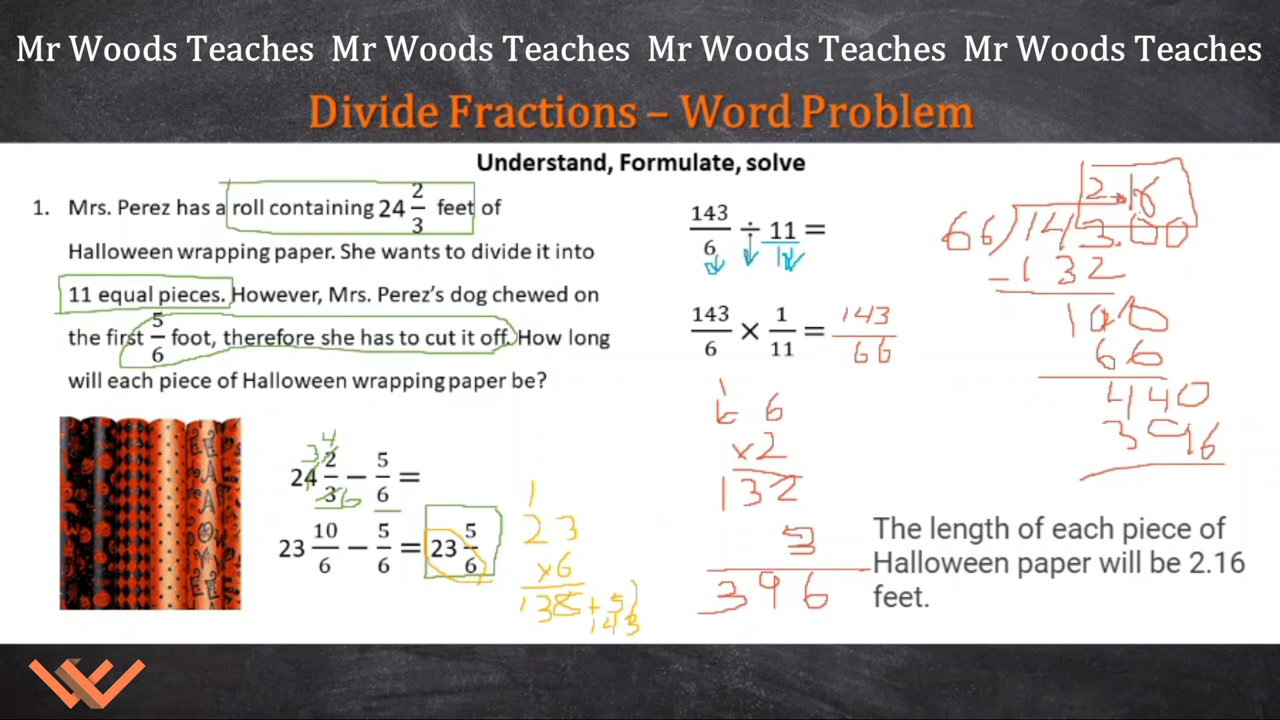 Mr Woods Teaches Mr Woods Teaches Mr Woods Teaches Mr Woods Teaches
Divide Fractions – Word Problem
Understand, Formulate, solve
1. Mrs. Perez has a roll containing 24 2/3 feet of
Halloween wrapping paper. She wants to divide it into
11 equal pieces. However, Mrs. Perez's dog chewed on
the first 5/6 foot, therefore she has to cut it off. How long
will each piece of Halloween wrapping paper be?
24 2/3 − 5/6 =
3 4
6
23 10/6 − 5/6 = 23 5/6
1
23
×6
138 + 5
143
143/6 ÷ 11 =
143/6 × 1/11 = 143/66
1
66
×2
132
3
396
2.16
66)143.00
-132
66
440
396
The length of each piece of
Halloween paper will be 2.16
feet.